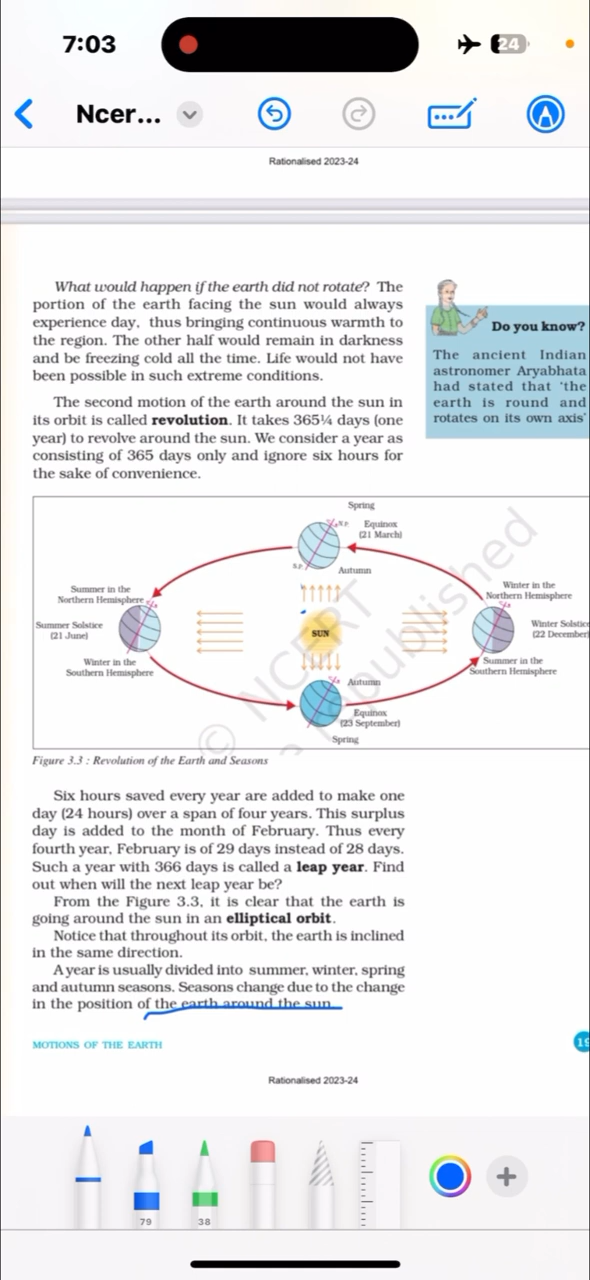 7:03
24
Ncer...
Rationalised 2023-24
What would happen if the earth did not rotate? The
portion of the earth facing the sun would always
experience day, thus bringing continuous warmth to
the region. The other half would remain in darkness
and be freezing cold all the time. Life would not have
been possible in such extreme conditions.
The second motion of the earth around the sun in
its orbit is called revolution. It takes 365¼ days (one
year) to revolve around the sun. We consider a year as
consisting of 365 days only and ignore six hours for
the sake of convenience.
Do you know?
The ancient Indian
astronomer Aryabhata
had stated that 'the
earth is round and
rotates on its own axis'
Spring
N.P.
Equinox
(21 March)
S.P.
Autumn
Summer in the
Northern Hemisphere
Summer Solstice
(21 June)
Winter in the
Southern Hemisphere
SUN
Winter in the
Northern Hemisphere
Winter Solstice
(22 December)
Summer in the
Southern Hemisphere
Autumn
Equinox
(23 September)
Spring
© NCERT
republished
Figure 3.3 : Revolution of the Earth and Seasons
Six hours saved every year are added to make one
day (24 hours) over a span of four years. This surplus
day is added to the month of February. Thus every
fourth year, February is of 29 days instead of 28 days.
Such a year with 366 days is called a leap year. Find
out when will the next leap year be?
From the Figure 3.3, it is clear that the earth is
going around the sun in an elliptical orbit.
Notice that throughout its orbit, the earth is inclined
in the same direction.
A year is usually divided into summer, winter, spring
and autumn seasons. Seasons change due to the change
in the position of the earth around the sun.
MOTIONS OF THE EARTH
19
Rationalised 2023-24
79
38